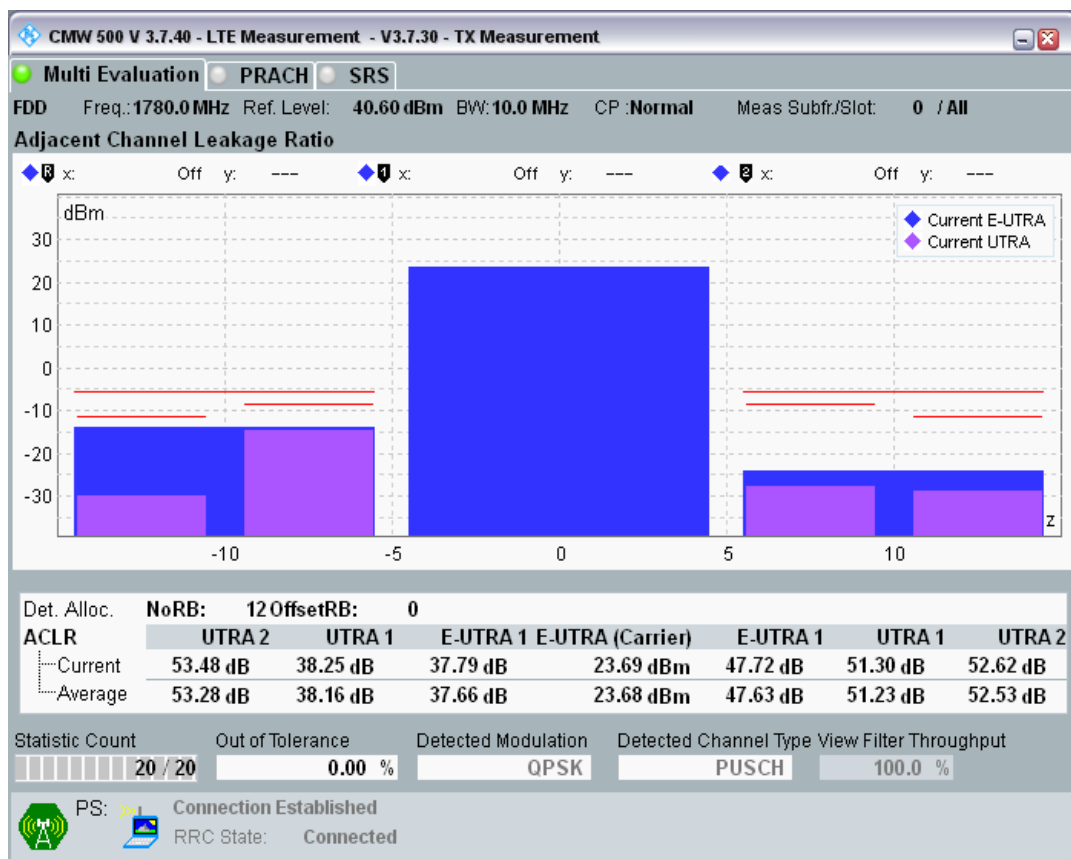 CMW 500 V 3.7.40 - LTE Measurement - V3.7.30 - TX Measurement
Multi Evaluation PRACH SRS
FDD Freq.: 1780.0 MHz Ref. Level: 40.60 dBm BW: 10.0 MHz CP :Normal Meas Subfr./Slot: 0 / All
Adjacent Channel Leakage Ratio
R x: Off y: --- 1 x: Off y: --- 2 x: Off y: ---
dBm
Current E-UTRA
Current UTRA
30
20
10
0
-10
-20
-30
z
-10 -5 0 5 10
Det. Alloc. NoRB: 12 OffsetRB: 0
ACLR UTRA 2 UTRA 1 E-UTRA 1 E-UTRA (Carrier) E-UTRA 1 UTRA 1 UTRA 2
Current 53.48 dB 38.25 dB 37.79 dB 23.69 dBm 47.72 dB 51.30 dB 52.62 dB
Average 53.28 dB 38.16 dB 37.66 dB 23.68 dBm 47.63 dB 51.23 dB 52.53 dB
Statistic Count Out of Tolerance Detected Modulation Detected Channel Type View Filter Throughput
20 / 20 0.00 % QPSK PUSCH 100.0 %
PS: Connection Established
RRC State: Connected